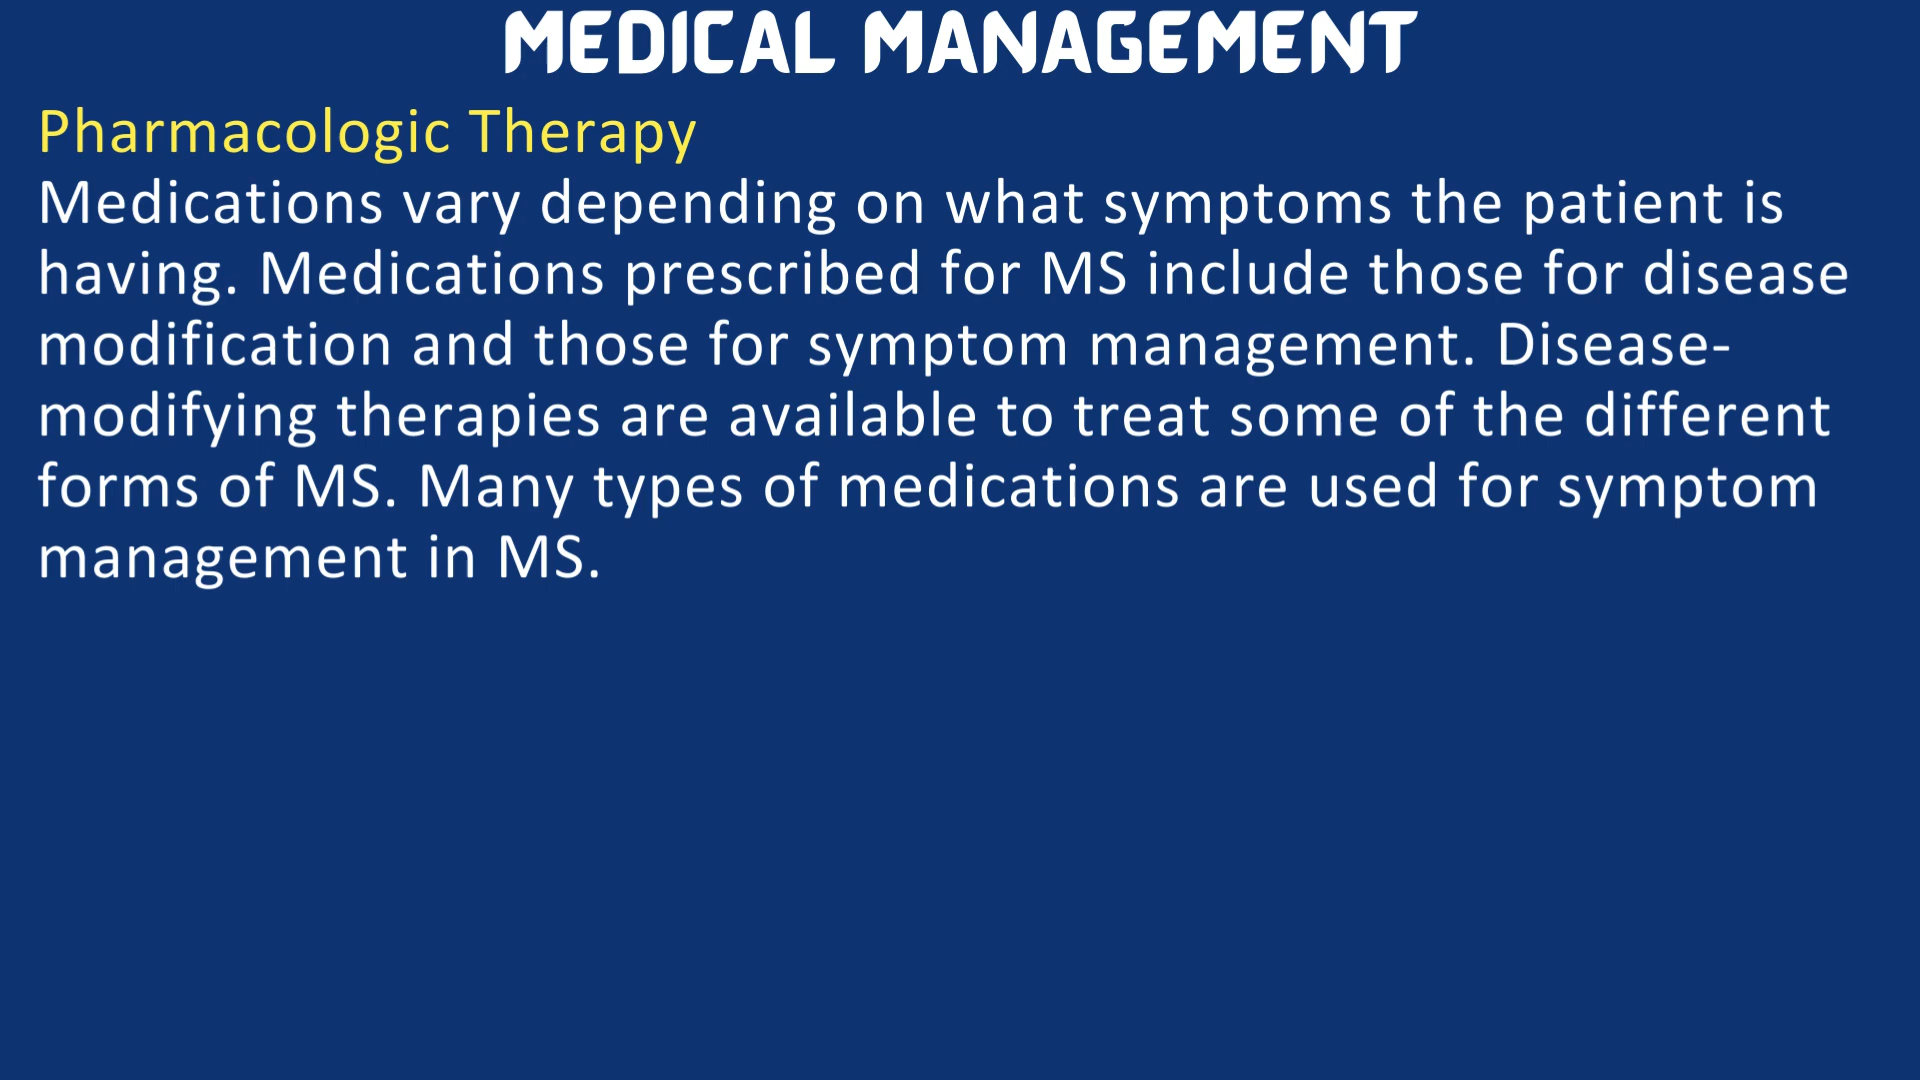 MEDICAL MANAGEMENT
Pharmacologic Therapy
Medications vary depending on what symptoms the patient is
having. Medications prescribed for MS include those for disease
modification and those for symptom management. Disease-
modifying therapies are available to treat some of the different
forms of MS. Many types of medications are used for symptom
management in MS.